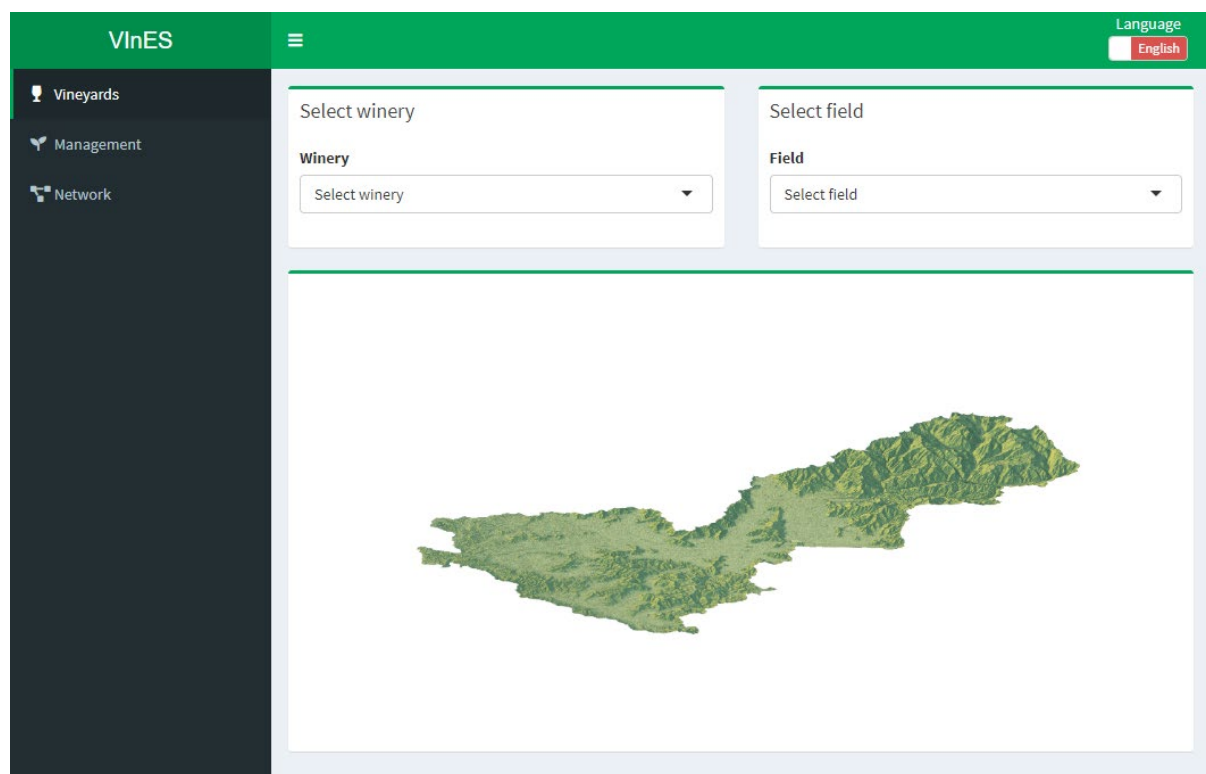 VInES
Language
English
Vineyards
Management
Network
Select winery
Winery
Select winery
Select field
Field
Select field